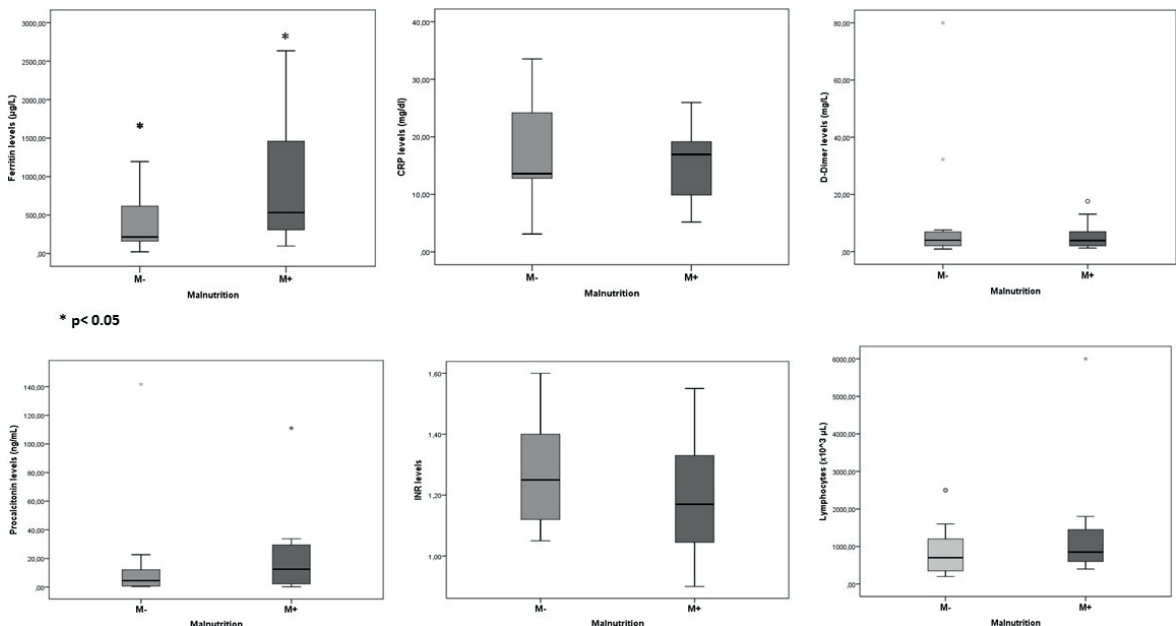 Ferritin levels (µg/L)
3000,00
2500,00
2000,00
1500,00
1000,00
500,00
,00
*
*
M-
M+
Malnutrition
CRP levels (mg/dl)
40,00
30,00
20,00
10,00
,00
M-
M+
Malnutrition
D-Dimer levels (mg/L)
80,00
60,00
40,00
20,00
,00
M-
M+
Malnutrition
* p< 0.05
Procalcitonin levels (ng/mL)
140,00
120,00
100,00
80,00
60,00
40,00
20,00
,00
M-
M+
Malnutrition
INR levels
1,60
1,40
1,20
1,00
M-
M+
Malnutrition
Lymphocytes (x10^3 µL)
6000,00
5000,00
4000,00
3000,00
2000,00
1000,00
,00
M-
M+
Malnutrition